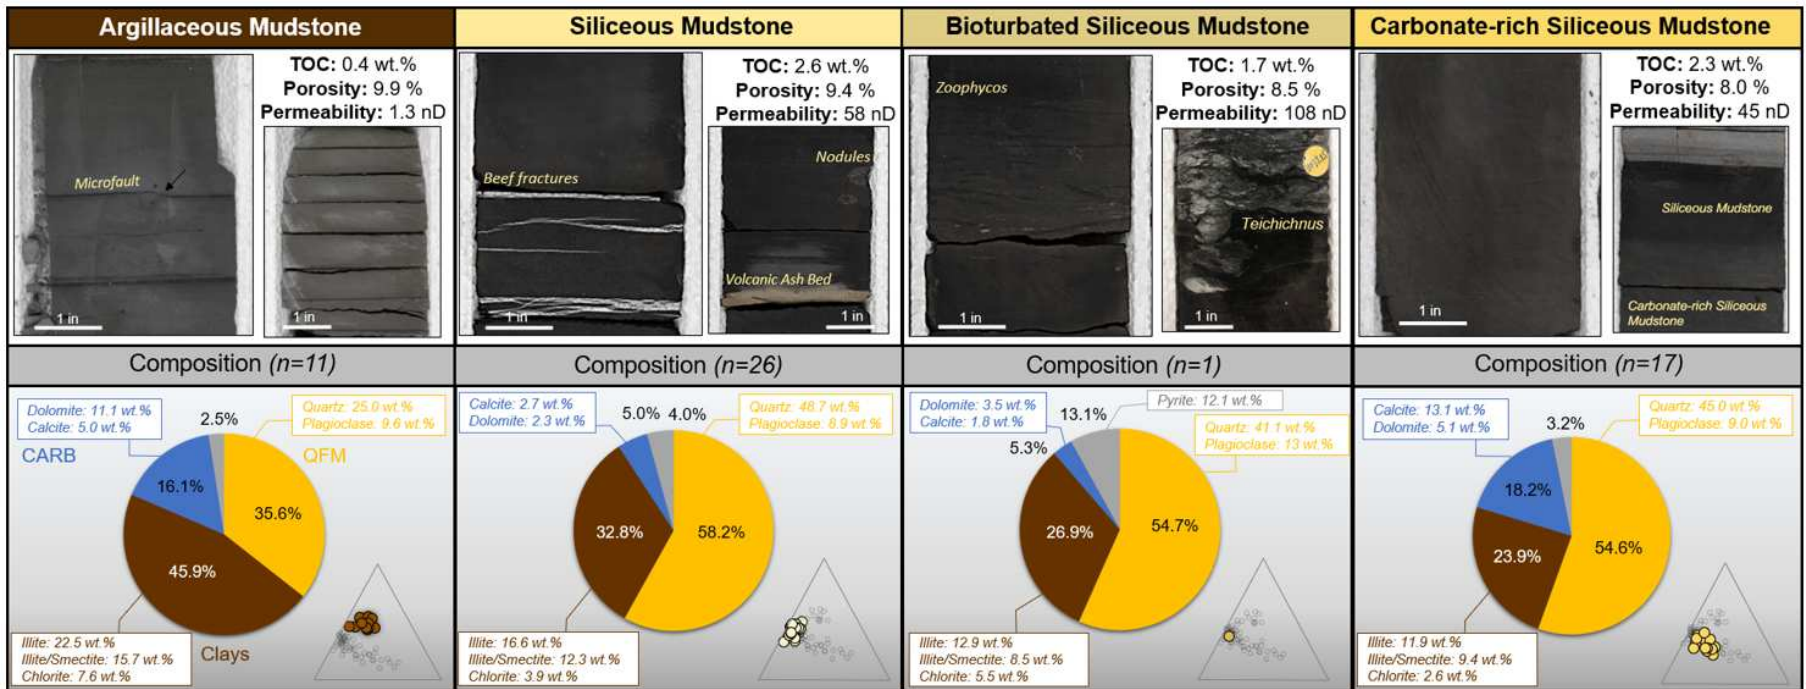 Argillaceous Mudstone
TOC: 0.4 wt.%
Porosity: 9.9 %
Permeability: 1.3 nD
Microfault
1 in
1 in
Composition (n=11)
Dolomite: 11.1 wt.%
Calcite: 5.0 wt.%
2.5%
Quartz: 25.0 wt.%
Plagioclase: 9.6 wt.%
CARB
QFM
16.1%
35.6%
45.9%
Illite: 22.5 wt.%
Illite/Smectite: 15.7 wt.%
Chlorite: 7.6 wt.%
Clays
Siliceous Mudstone
TOC: 2.6 wt.%
Porosity: 9.4 %
Permeability: 58 nD
Nodules
Beef fractures
Volcanic Ash Bed
1 in
1 in
Composition (n=26)
Calcite: 2.7 wt.%
Dolomite: 2.3 wt.%
5.0%
4.0%
Quartz: 48.7 wt.%
Plagioclase: 8.9 wt.%
32.8%
58.2%
Illite: 16.6 wt.%
Illite/Smectite: 12.3 wt.%
Chlorite: 3.9 wt.%
Bioturbated Siliceous Mudstone
Zoophycos
TOC: 1.7 wt.%
Porosity: 8.5 %
Permeability: 108 nD
Teichichnus
1 in
1 in
Composition (n=1)
Dolomite: 3.5 wt.%
Calcite: 1.8 wt.%
13.1%
Pyrite: 12.1 wt.%
Quartz: 41.1 wt.%
Plagioclase: 13 wt.%
5.3%
26.9%
54.7%
Illite: 12.9 wt.%
Illite/Smectite: 8.5 wt.%
Chlorite: 5.5 wt.%
Carbonate-rich Siliceous Mudstone
TOC: 2.3 wt.%
Porosity: 8.0 %
Permeability: 45 nD
Siliceous Mudstone
Carbonate-rich Siliceous
Mudstone
1 in
1 in
Composition (n=17)
Calcite: 13.1 wt.%
Dolomite: 5.1 wt.%
3.2%
Quartz: 45.0 wt.%
Plagioclase: 9.0 wt.%
18.2%
23.9%
54.6%
Illite: 11.9 wt.%
Illite/Smectite: 9.4 wt.%
Chlorite: 2.6 wt.%